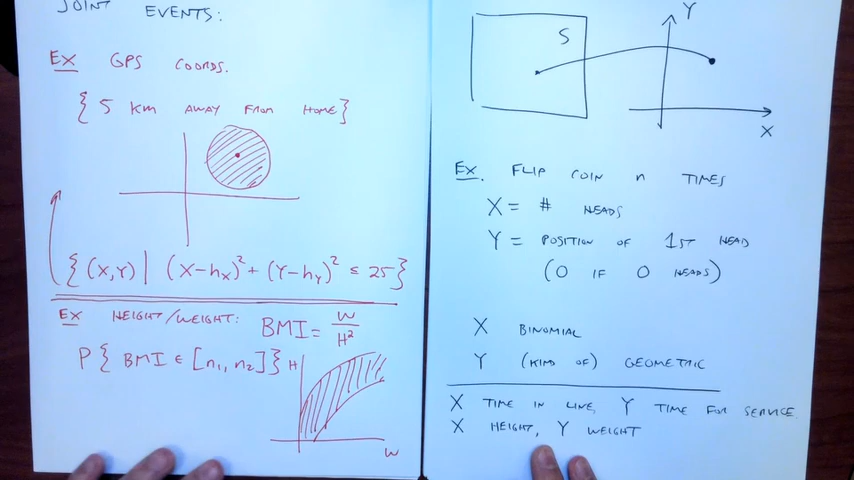 JOINT EVENTS:
EX GPS COORDS.
{5 KM AWAY FROM HOME}
{(X,Y) | (X-hx)² + (Y-hy)² ≤ 25}
EX HEIGHT/WEIGHT: BMI = W/H²
P{BMI ∈ [n₁, n₂]}
H
W
S
Y
X
EX. FLIP COIN n TIMES
X = # HEADS
Y = POSITION OF 1ST HEAD
(0 IF 0 HEADS)
X BINOMIAL
Y (KIND OF) GEOMETRIC
X TIME IN LINE, Y TIME FOR SERVICE
X HEIGHT, Y WEIGHT